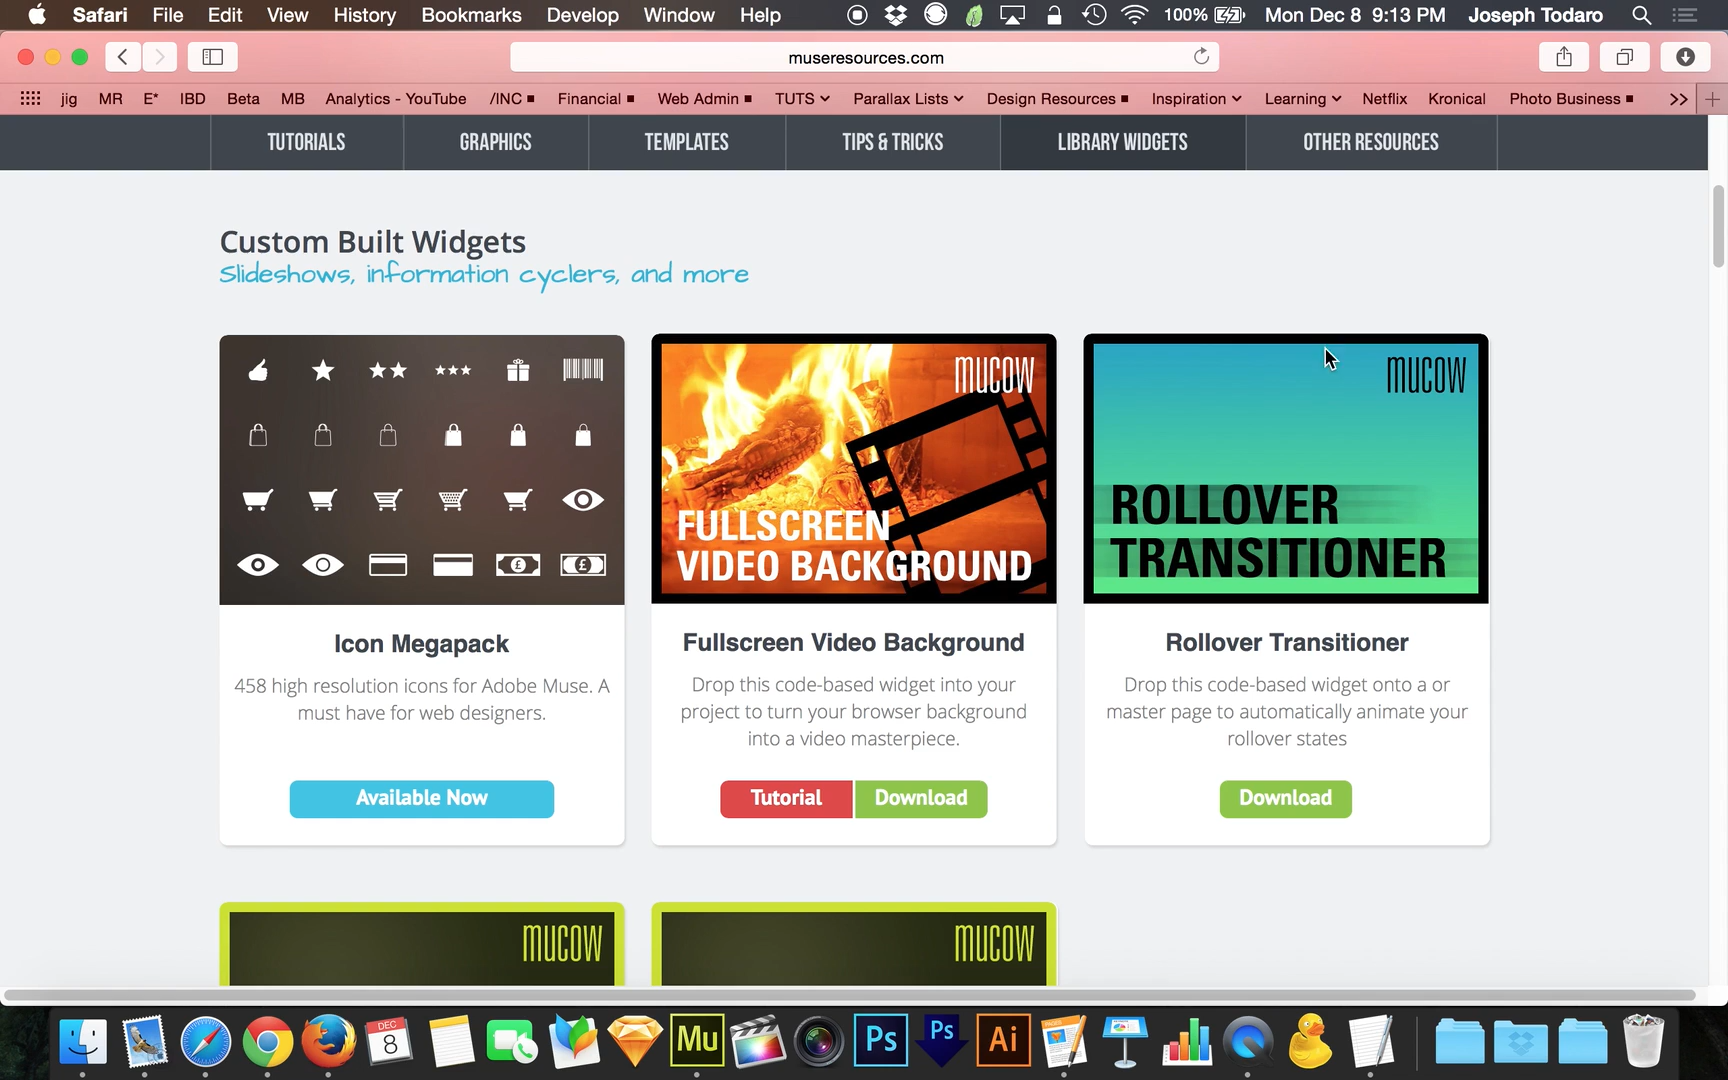 Safari File Edit View History Bookmarks Develop Window Help 100% Mon Dec 8 9:13 PM Joseph Todaro
museresources.com
jig MR E* IBD Beta MB Analytics - YouTube /INC Financial Web Admin TUTS Parallax Lists Design Resources Inspiration Learning Netflix Kronical Photo Business
TUTORIALS GRAPHICS TEMPLATES TIPS & TRICKS LIBRARY WIDGETS OTHER RESOURCES
Custom Built Widgets
Slideshows, information cyclers, and more
MUCOW
FULLSCREEN
VIDEO BACKGROUND
MUCOW
ROLLOVER
TRANSITIONER
Icon Megapack
458 high resolution icons for Adobe Muse. A
must have for web designers.
Available Now
Fullscreen Video Background
Drop this code-based widget into your
project to turn your browser background
into a video masterpiece.
Tutorial Download
Rollover Transitioner
Drop this code-based widget onto a or
master page to automatically animate your
rollover states
Download
MUCOW
MUCOW
DEC
8
Mu
Ps
Ps
Ai